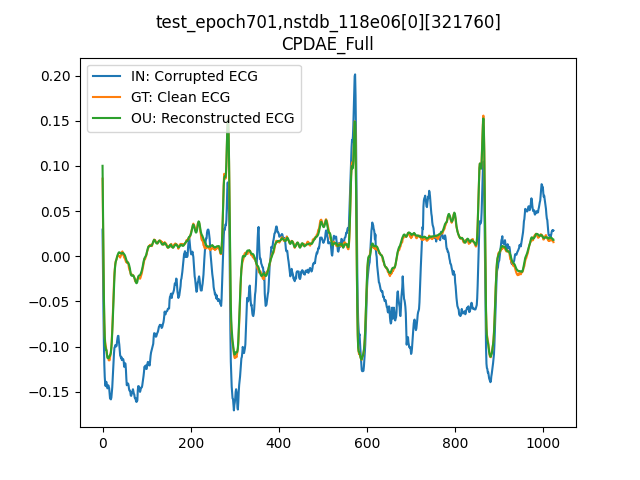 test_epoch701,nstdb_118e06[0][321760]
CPDAE_Full
IN: Corrupted ECG
GT: Clean ECG
OU: Reconstructed ECG
0.20
0.15
0.10
0.05
0.00
−0.05
−0.10
−0.15
0 200 400 600 800 1000